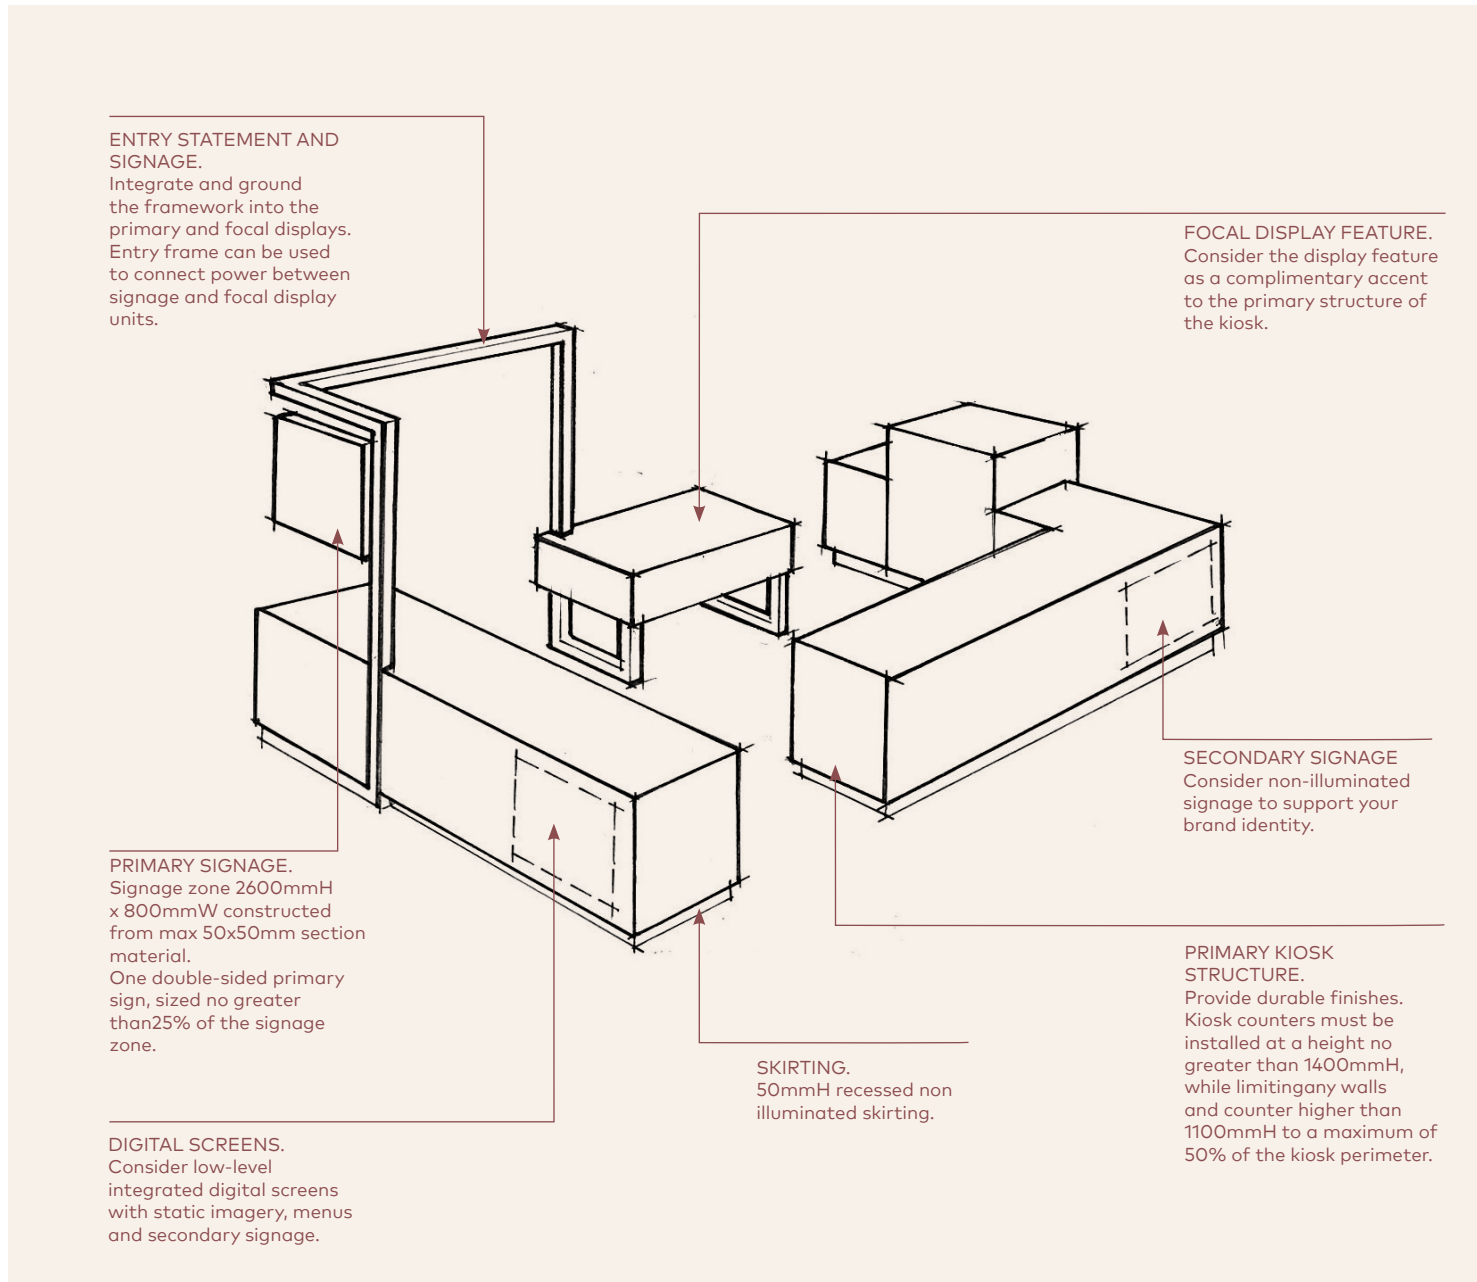 ENTRY STATEMENT AND
SIGNAGE.
Integrate and ground
the framework into the
primary and focal displays.
Entry frame can be used
to connect power between
signage and focal display
units.
FOCAL DISPLAY FEATURE.
Consider the display feature
as a complimentary accent
to the primary structure of
the kiosk.
PRIMARY SIGNAGE.
Signage zone 2600mmH
x 800mmW constructed
from max 50x50mm section
material.
One double-sided primary
sign, sized no greater
than25% of the signage
zone.
SECONDARY SIGNAGE
Consider non-illuminated
signage to support your
brand identity.
PRIMARY KIOSK
STRUCTURE.
Provide durable finishes.
Kiosk counters must be
installed at a height no
greater than 1400mmH,
while limitingany walls
and counter higher than
1100mmH to a maximum of
50% of the kiosk perimeter.
SKIRTING.
50mmH recessed non
illuminated skirting.
DIGITAL SCREENS.
Consider low-level
integrated digital screens
with static imagery, menus
and secondary signage.